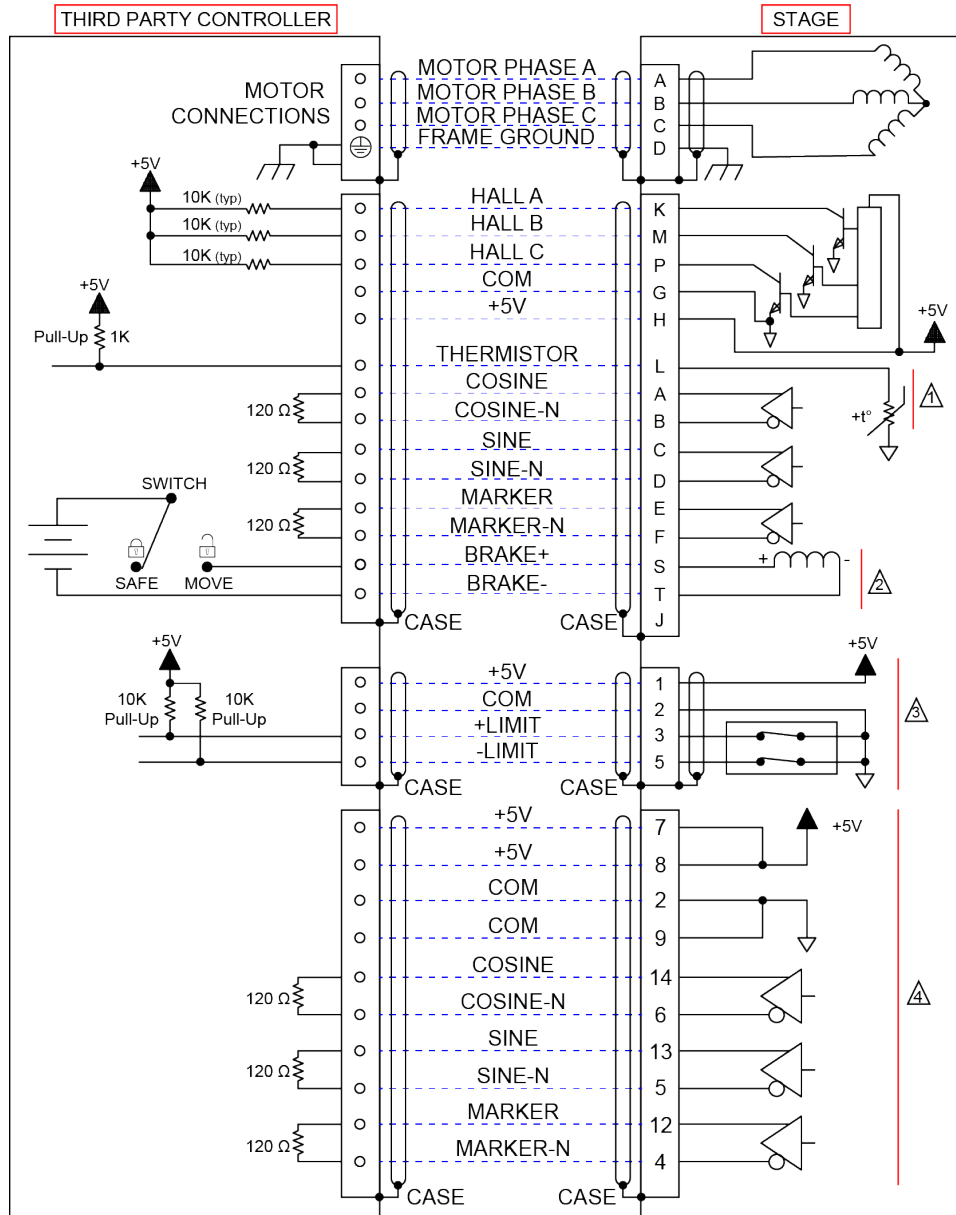 THIRD PARTY CONTROLLER
STAGE
MOTOR CONNECTIONS
MOTOR PHASE A
A
MOTOR PHASE B
B
MOTOR PHASE C
C
FRAME GROUND
D
+5V
10K (typ)
HALL A
K
10K (typ)
HALL B
M
10K (typ)
HALL C
P
COM
G
+5V
H
+5V
+5V
Pull-Up
1K
THERMISTOR
L
+t°
1
COSINE
A
120 Ω
COSINE-N
B
SINE
C
120 Ω
SINE-N
D
MARKER
E
120 Ω
MARKER-N
F
SWITCH
SAFE
MOVE
BRAKE+
S
+
-
2
BRAKE-
T
CASE
CASE
J
+5V
10K
Pull-Up
10K
Pull-Up
+5V
1
+5V
COM
2
+LIMIT
3
-LIMIT
5
3
CASE
CASE
+5V
7
+5V
+5V
8
COM
2
COM
9
COSINE
14
120 Ω
COSINE-N
6
4
SINE
13
120 Ω
SINE-N
5
MARKER
12
120 Ω
MARKER-N
4
CASE
CASE